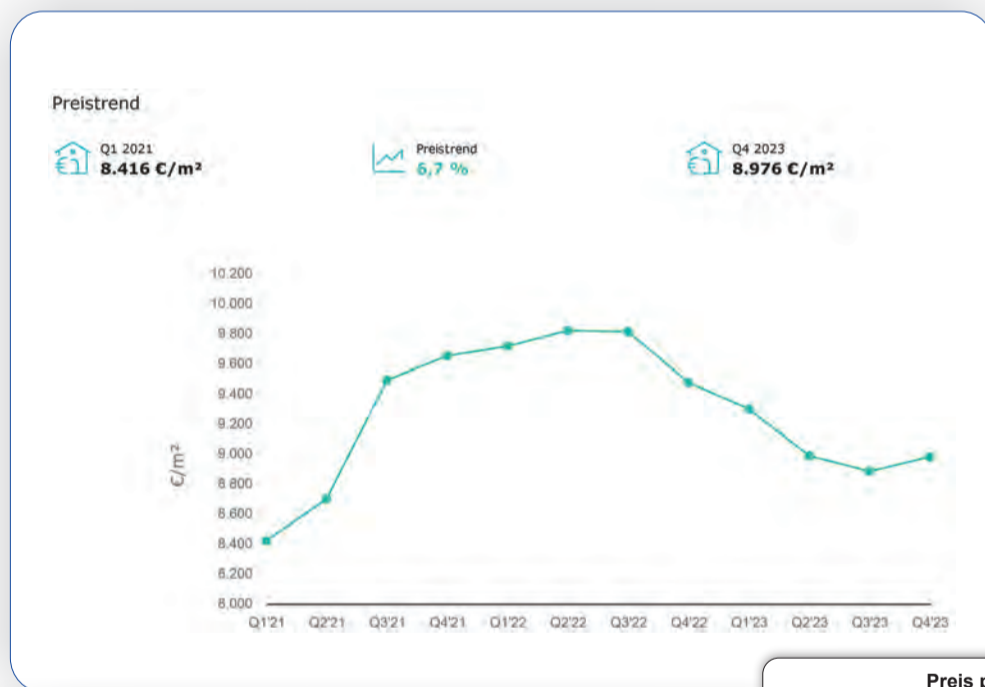 Preistrend
Q1 2021
8.416 €/m²
Preistrend
6,7 %
Q4 2023
8.976 €/m²
10.200
10.000
9.800
9.600
9.400
9.200
9.000
8.800
8.600
8.400
8.200
8.000
€/m²
Q1'21 Q2'21 Q3'21 Q4'21 Q1'22 Q2'22 Q3'22 Q4'22 Q1'23 Q2'23 Q3'23 Q4'23
Preis